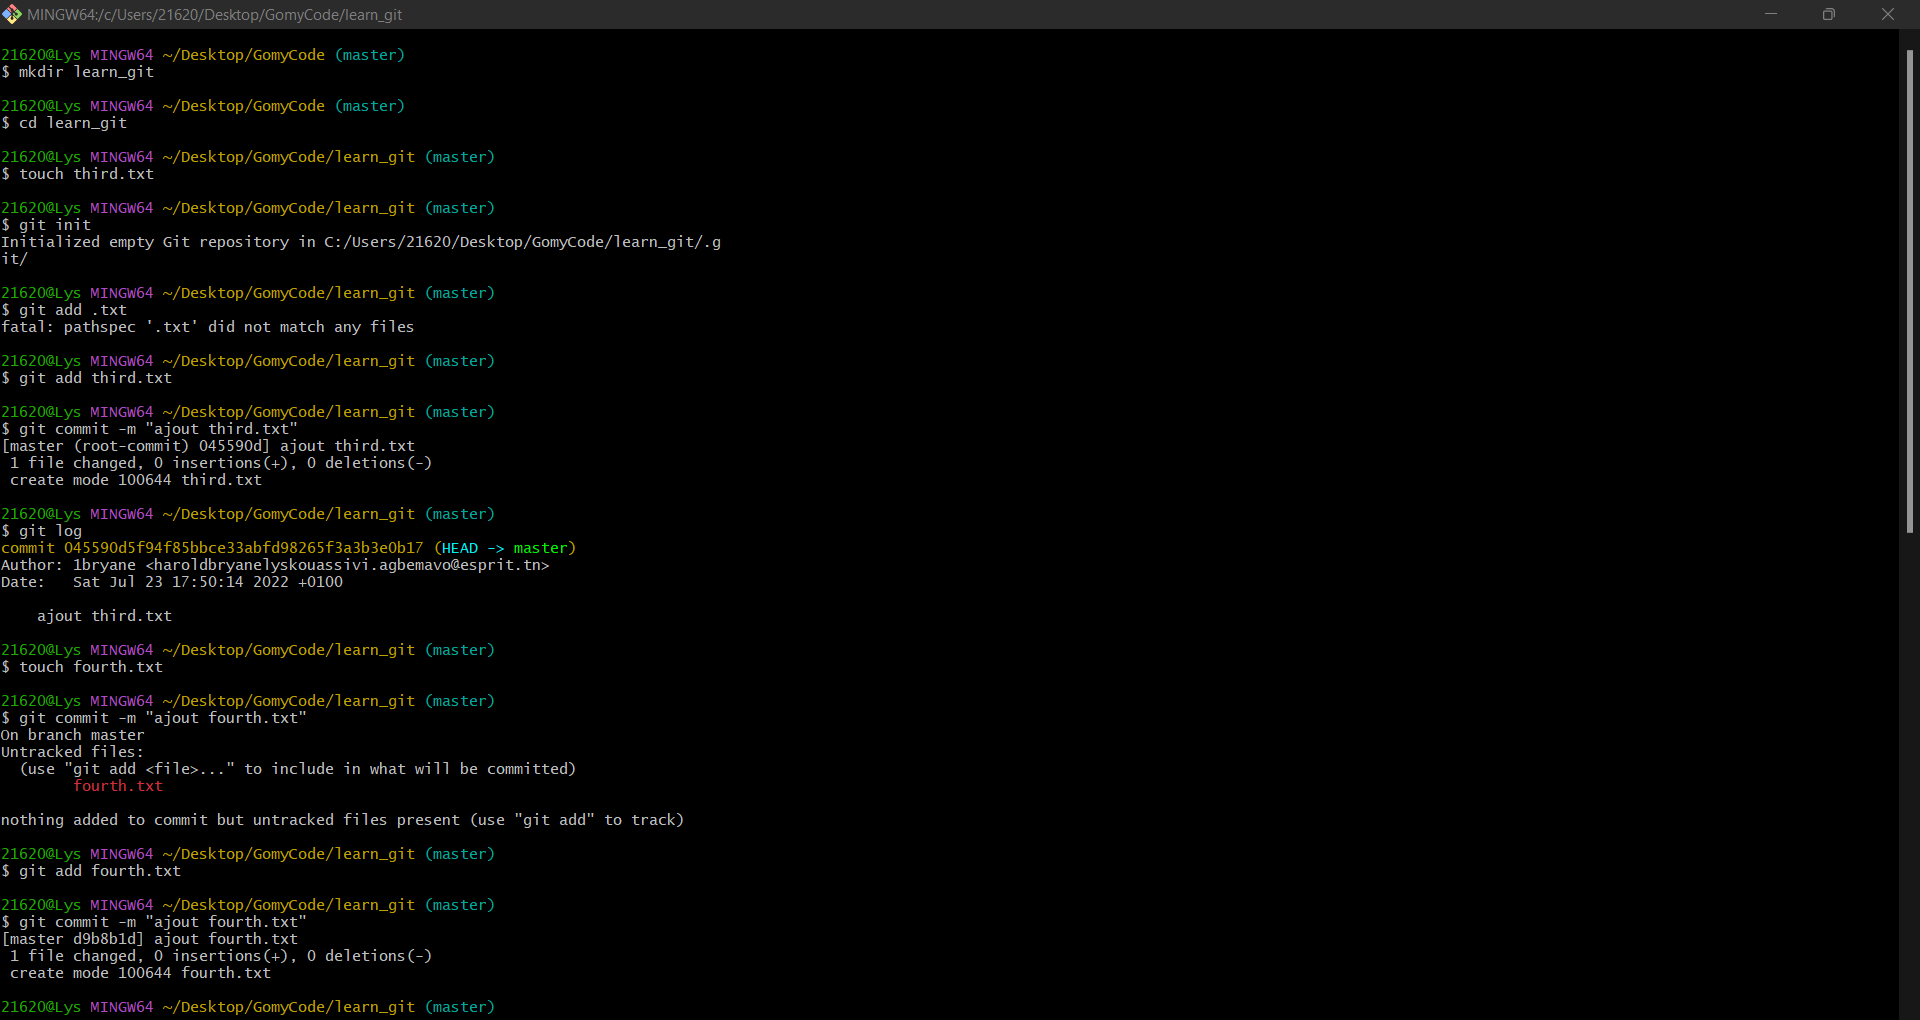 MINGW64:/c/Users/21620/Desktop/GomyCode/learn_git
21620@Lys MINGW64 ~/Desktop/GomyCode (master)
$ mkdir learn_git
21620@Lys MINGW64 ~/Desktop/GomyCode (master)
$ cd learn_git
21620@Lys MINGW64 ~/Desktop/GomyCode/learn_git (master)
$ touch third.txt
21620@Lys MINGW64 ~/Desktop/GomyCode/learn_git (master)
$ git init
Initialized empty Git repository in C:/Users/21620/Desktop/GomyCode/learn_git/.g
it/
21620@Lys MINGW64 ~/Desktop/GomyCode/learn_git (master)
$ git add .txt
fatal: pathspec '.txt' did not match any files
21620@Lys MINGW64 ~/Desktop/GomyCode/learn_git (master)
$ git add third.txt
21620@Lys MINGW64 ~/Desktop/GomyCode/learn_git (master)
$ git commit -m "ajout third.txt"
[master (root-commit) 045590d] ajout third.txt
 1 file changed, 0 insertions(+), 0 deletions(-)
 create mode 100644 third.txt
21620@Lys MINGW64 ~/Desktop/GomyCode/learn_git (master)
$ git log
commit 045590d5f94f85bbce33abfd98265f3a3b3e0b17 (HEAD -> master)
Author: 1bryane <haroldbryanelyskouassivi.agbemavo@esprit.tn>
Date:   Sat Jul 23 17:50:14 2022 +0100
    ajout third.txt
21620@Lys MINGW64 ~/Desktop/GomyCode/learn_git (master)
$ touch fourth.txt
21620@Lys MINGW64 ~/Desktop/GomyCode/learn_git (master)
$ git commit -m "ajout fourth.txt"
On branch master
Untracked files:
  (use "git add <file>..." to include in what will be committed)
        fourth.txt
nothing added to commit but untracked files present (use "git add" to track)
21620@Lys MINGW64 ~/Desktop/GomyCode/learn_git (master)
$ git add fourth.txt
21620@Lys MINGW64 ~/Desktop/GomyCode/learn_git (master)
$ git commit -m "ajout fourth.txt"
[master d9b8b1d] ajout fourth.txt
 1 file changed, 0 insertions(+), 0 deletions(-)
 create mode 100644 fourth.txt
21620@Lys MINGW64 ~/Desktop/GomyCode/learn_git (master)